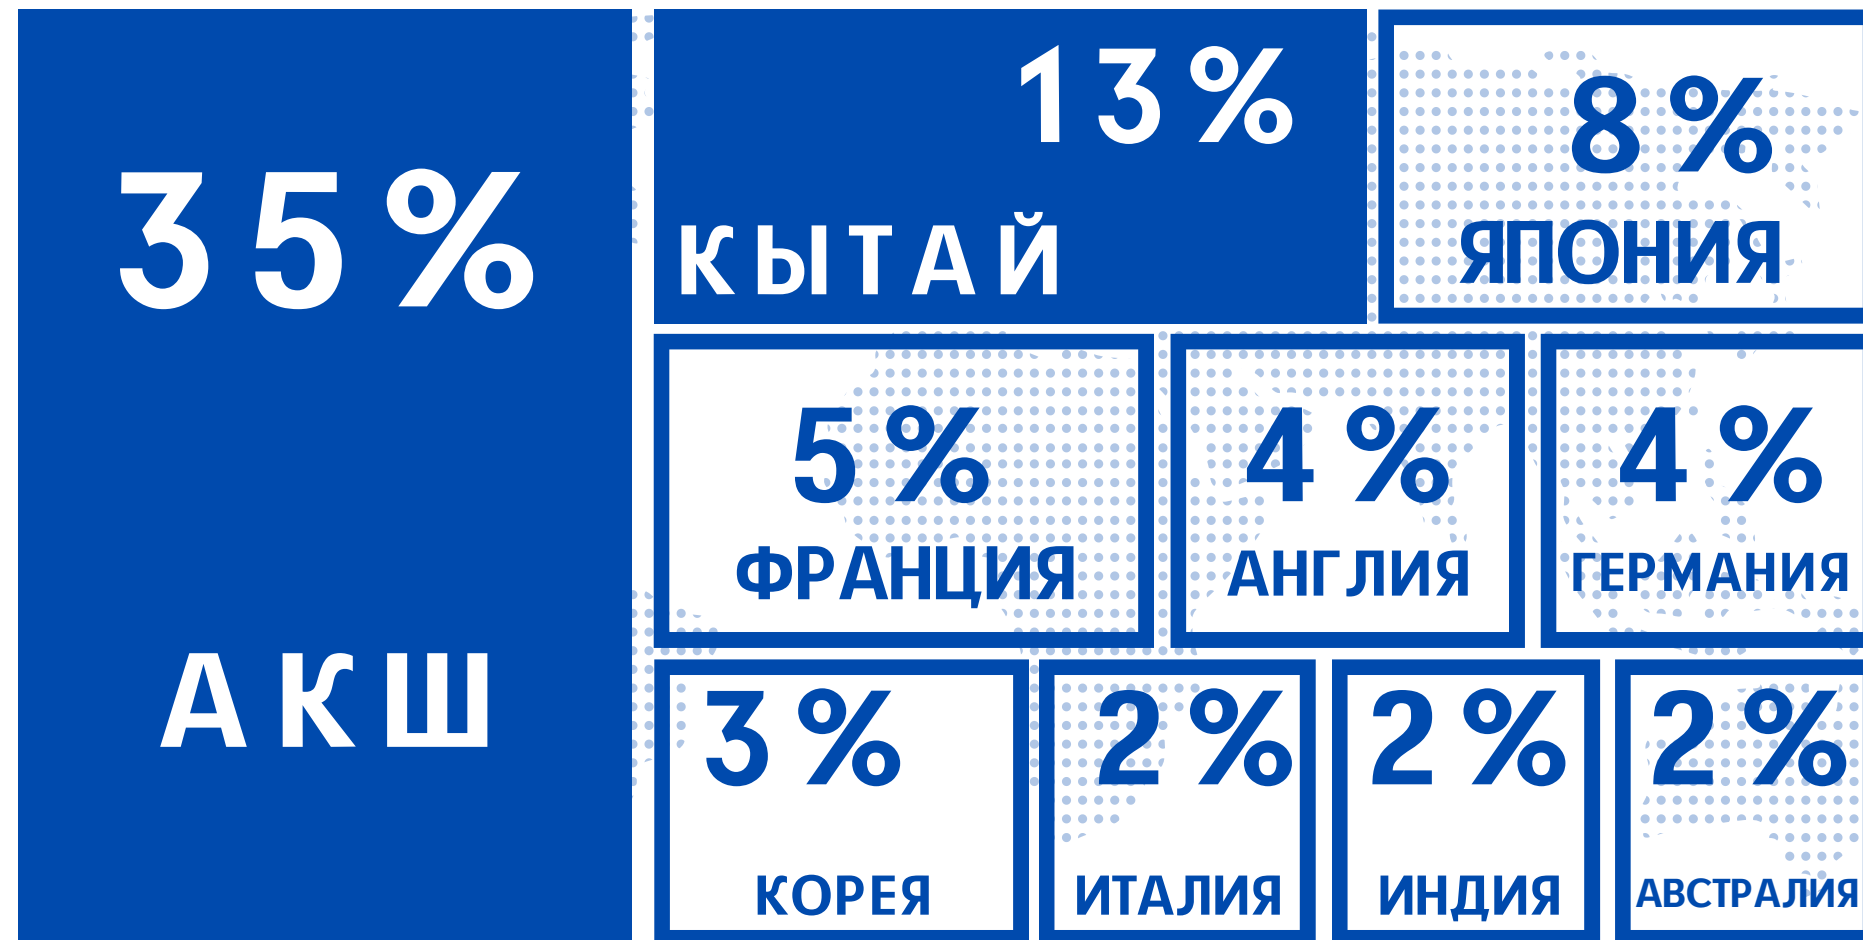 35%
АКШ
13%
КЫТАЙ
8%
ЯПОНИЯ
5%
ФРАНЦИЯ
4%
АНГЛИЯ
4%
ГЕРМАНИЯ
3%
КОРЕЯ
2%
ИТАЛИЯ
2%
ИНДИЯ
2%
АВСТРАЛИЯ